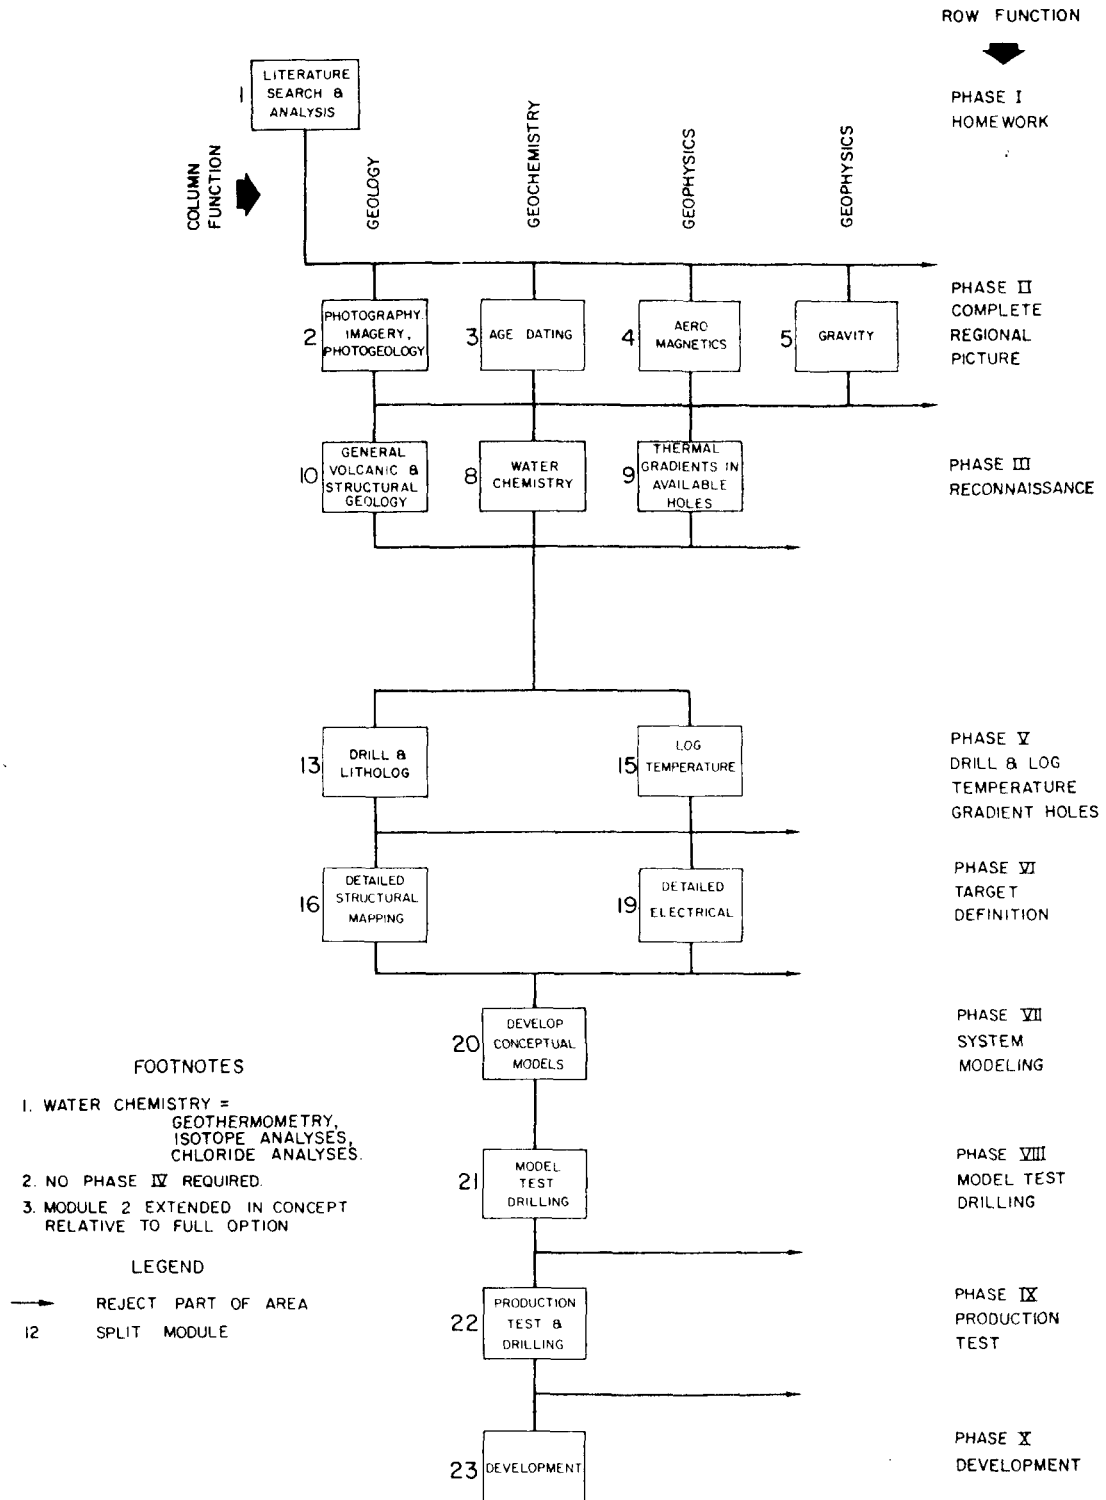 ROW FUNCTION
1
LITERATURE
SEARCH &
ANALYSIS
PHASE I
HOMEWORK
COLUMN
FUNCTION
GEOLOGY
GEOCHEMISTRY
GEOPHYSICS
GEOPHYSICS
2
PHOTOGRAPHY.
IMAGERY,
PHOTOGEOLOGY
3
AGE DATING
4
AERO
MAGNETICS
5
GRAVITY
PHASE II
COMPLETE
REGIONAL
PICTURE
10
GENERAL
VOLCANIC &
STRUCTURAL
GEOLOGY
8
WATER
CHEMISTRY
9
THERMAL
GRADIENTS IN
AVAILABLE
HOLES
PHASE III
RECONNAISSANCE
13
DRILL &
LITHOLOG
15
LOG
TEMPERATURE
PHASE V
DRILL & LOG
TEMPERATURE
GRADIENT HOLES
16
DETAILED
STRUCTURAL
MAPPING
19
DETAILED
ELECTRICAL
PHASE VI
TARGET
DEFINITION
20
DEVELOP
CONCEPTUAL
MODELS
PHASE VII
SYSTEM
MODELING
21
MODEL
TEST
DRILLING
PHASE VIII
MODEL TEST
DRILLING
22
PRODUCTION
TEST &
DRILLING
PHASE IX
PRODUCTION
TEST
23
DEVELOPMENT
PHASE X
DEVELOPMENT
FOOTNOTES
1. WATER CHEMISTRY =
GEOTHERMOMETRY,
ISOTOPE ANALYSES,
CHLORIDE ANALYSES.
2. NO PHASE IV REQUIRED.
3. MODULE 2 EXTENDED IN CONCEPT
RELATIVE TO FULL OPTION
LEGEND
REJECT PART OF AREA
12 SPLIT MODULE